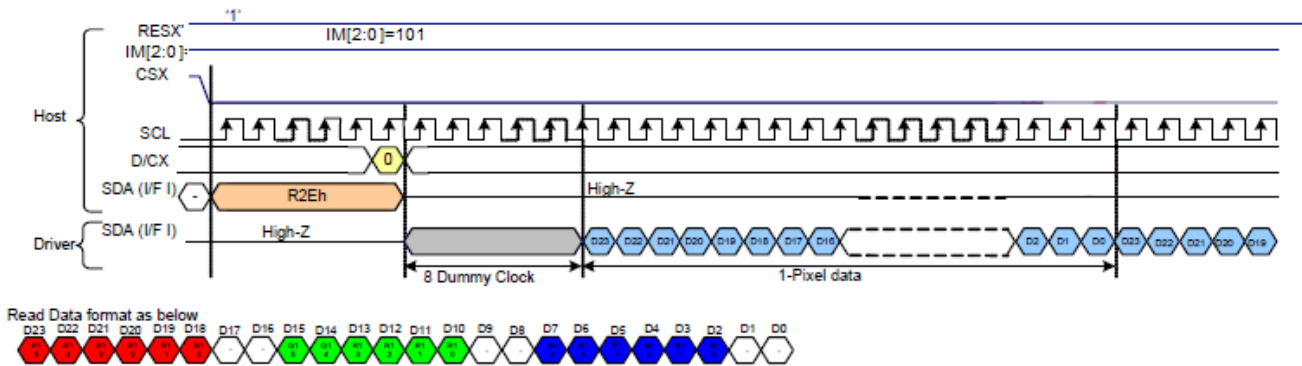 '1'
RESX'
IM[2:0]=101
IM[2:0]:
CSX
Host
SCL
D/CX
0
SDA (I/F I)
-
R2Eh
High-Z
Driver
SDA (I/F I)
High-Z
D23 D22 D21 D20 D19 D18 D17 D16 D2 D1 D0 D23 D22 D21 D20 D19
8 Dummy Clock
1-Pixel data
Read Data format as below
D23 D22 D21 D20 D19 D18 D17 D16 D15 D14 D13 D12 D11 D10 D9 D8 D7 D6 D5 D4 D3 D2 D1 D0
- - - - - -